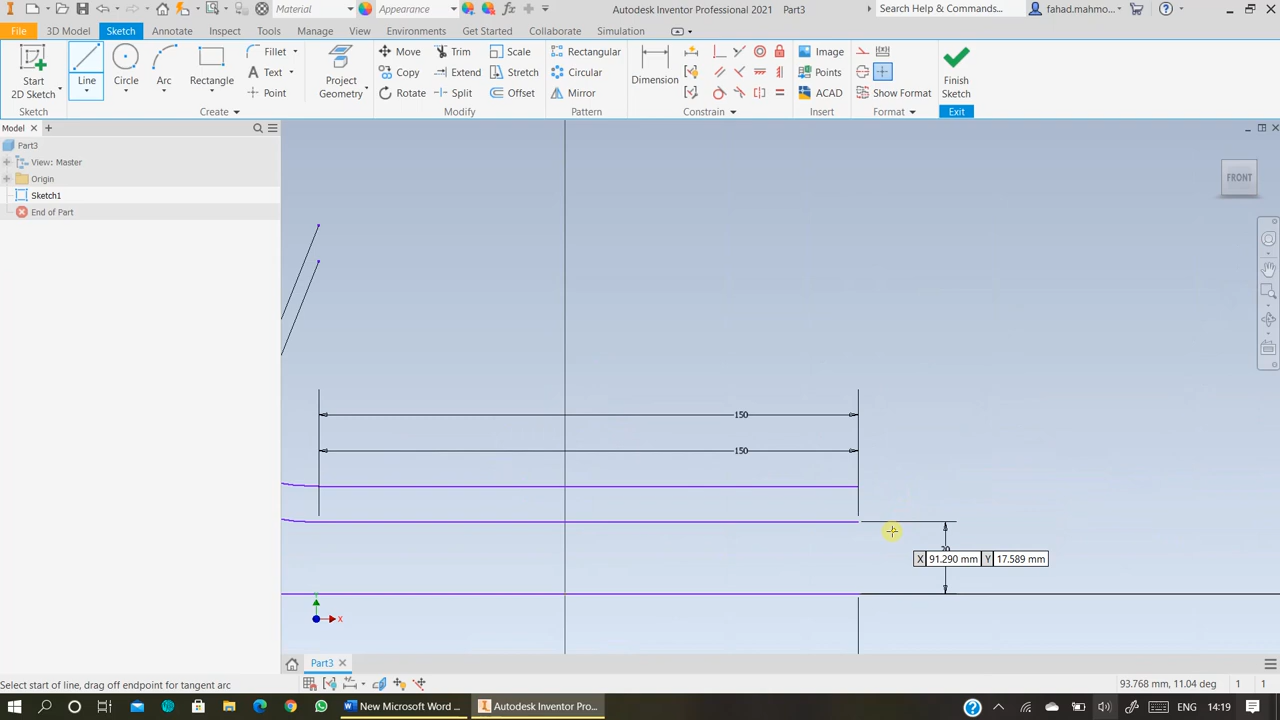 Material
Appearance
Autodesk Inventor Professional 2021 Part3
Search Help & Commands...
fahad.mahmo...
File
3D Model
Sketch
Annotate
Inspect
Tools
Manage
View
Environments
Get Started
Collaborate
Simulation
Start
2D Sketch
Line
Circle
Arc
Rectangle
Fillet
Text
Point
Project
Geometry
Move
Copy
Rotate
Trim
Extend
Split
Scale
Stretch
Offset
Rectangular
Circular
Mirror
Dimension
Image
Points
ACAD
Show Format
Finish
Sketch
Sketch
Create
Modify
Pattern
Constrain
Insert
Format
Exit
Model
Part3
View: Master
Origin
Sketch1
End of Part
FRONT
150
150
X 91.290 mm Y 17.589 mm
x
Part3
Select start of line, drag off endpoint for tangent arc
93.768 mm, 11.04 deg
1
1
New Microsoft Word ...
Autodesk Inventor Pro...
ENG
14:19